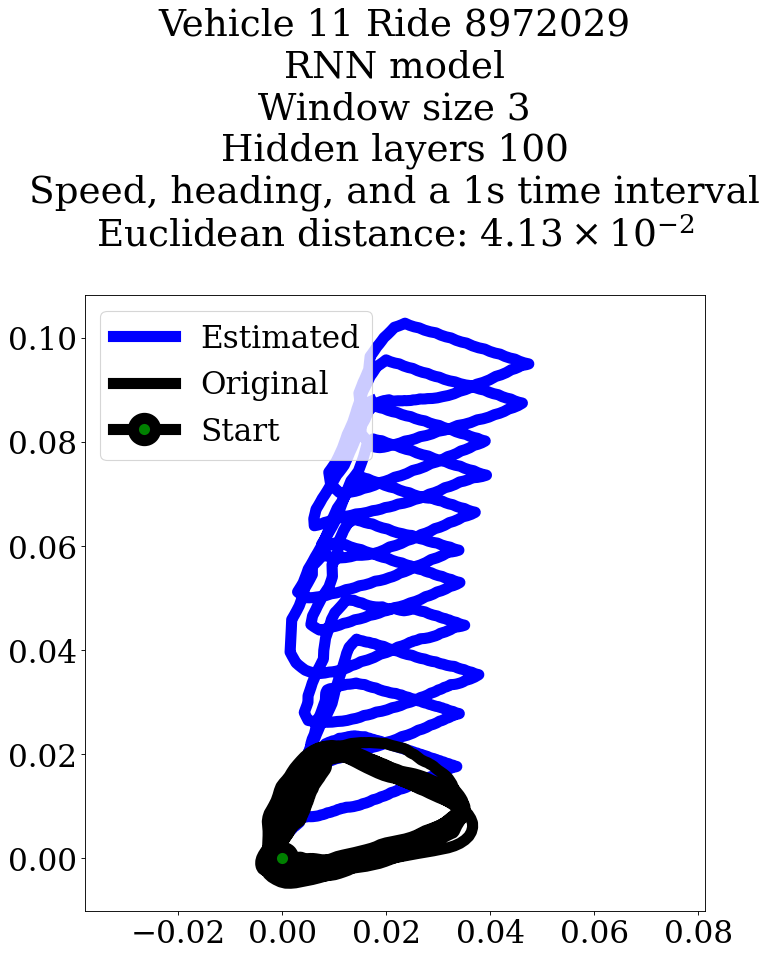 Vehicle 11 Ride 8972029
RNN model
Window size 3
Hidden layers 100
Speed, heading, and a 1s time interval
Euclidean distance: 4.13 × 10⁻²
Estimated
Original
Start
0.10
0.08
0.06
0.04
0.02
0.00
−0.02 0.00 0.02 0.04 0.06 0.08